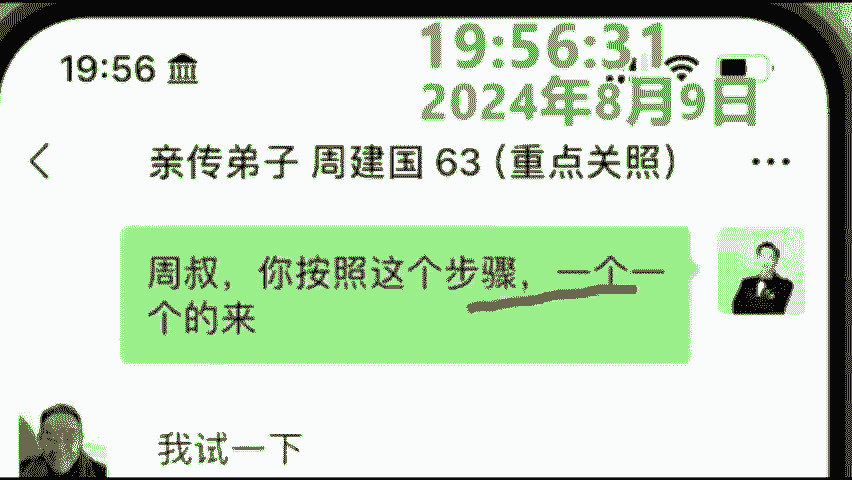 19:56
19:56:31
2024年8月9日
亲传弟子 周建国 63 (重点关照)
周叔，你按照这个步骤，一个一
个的来
我试一下